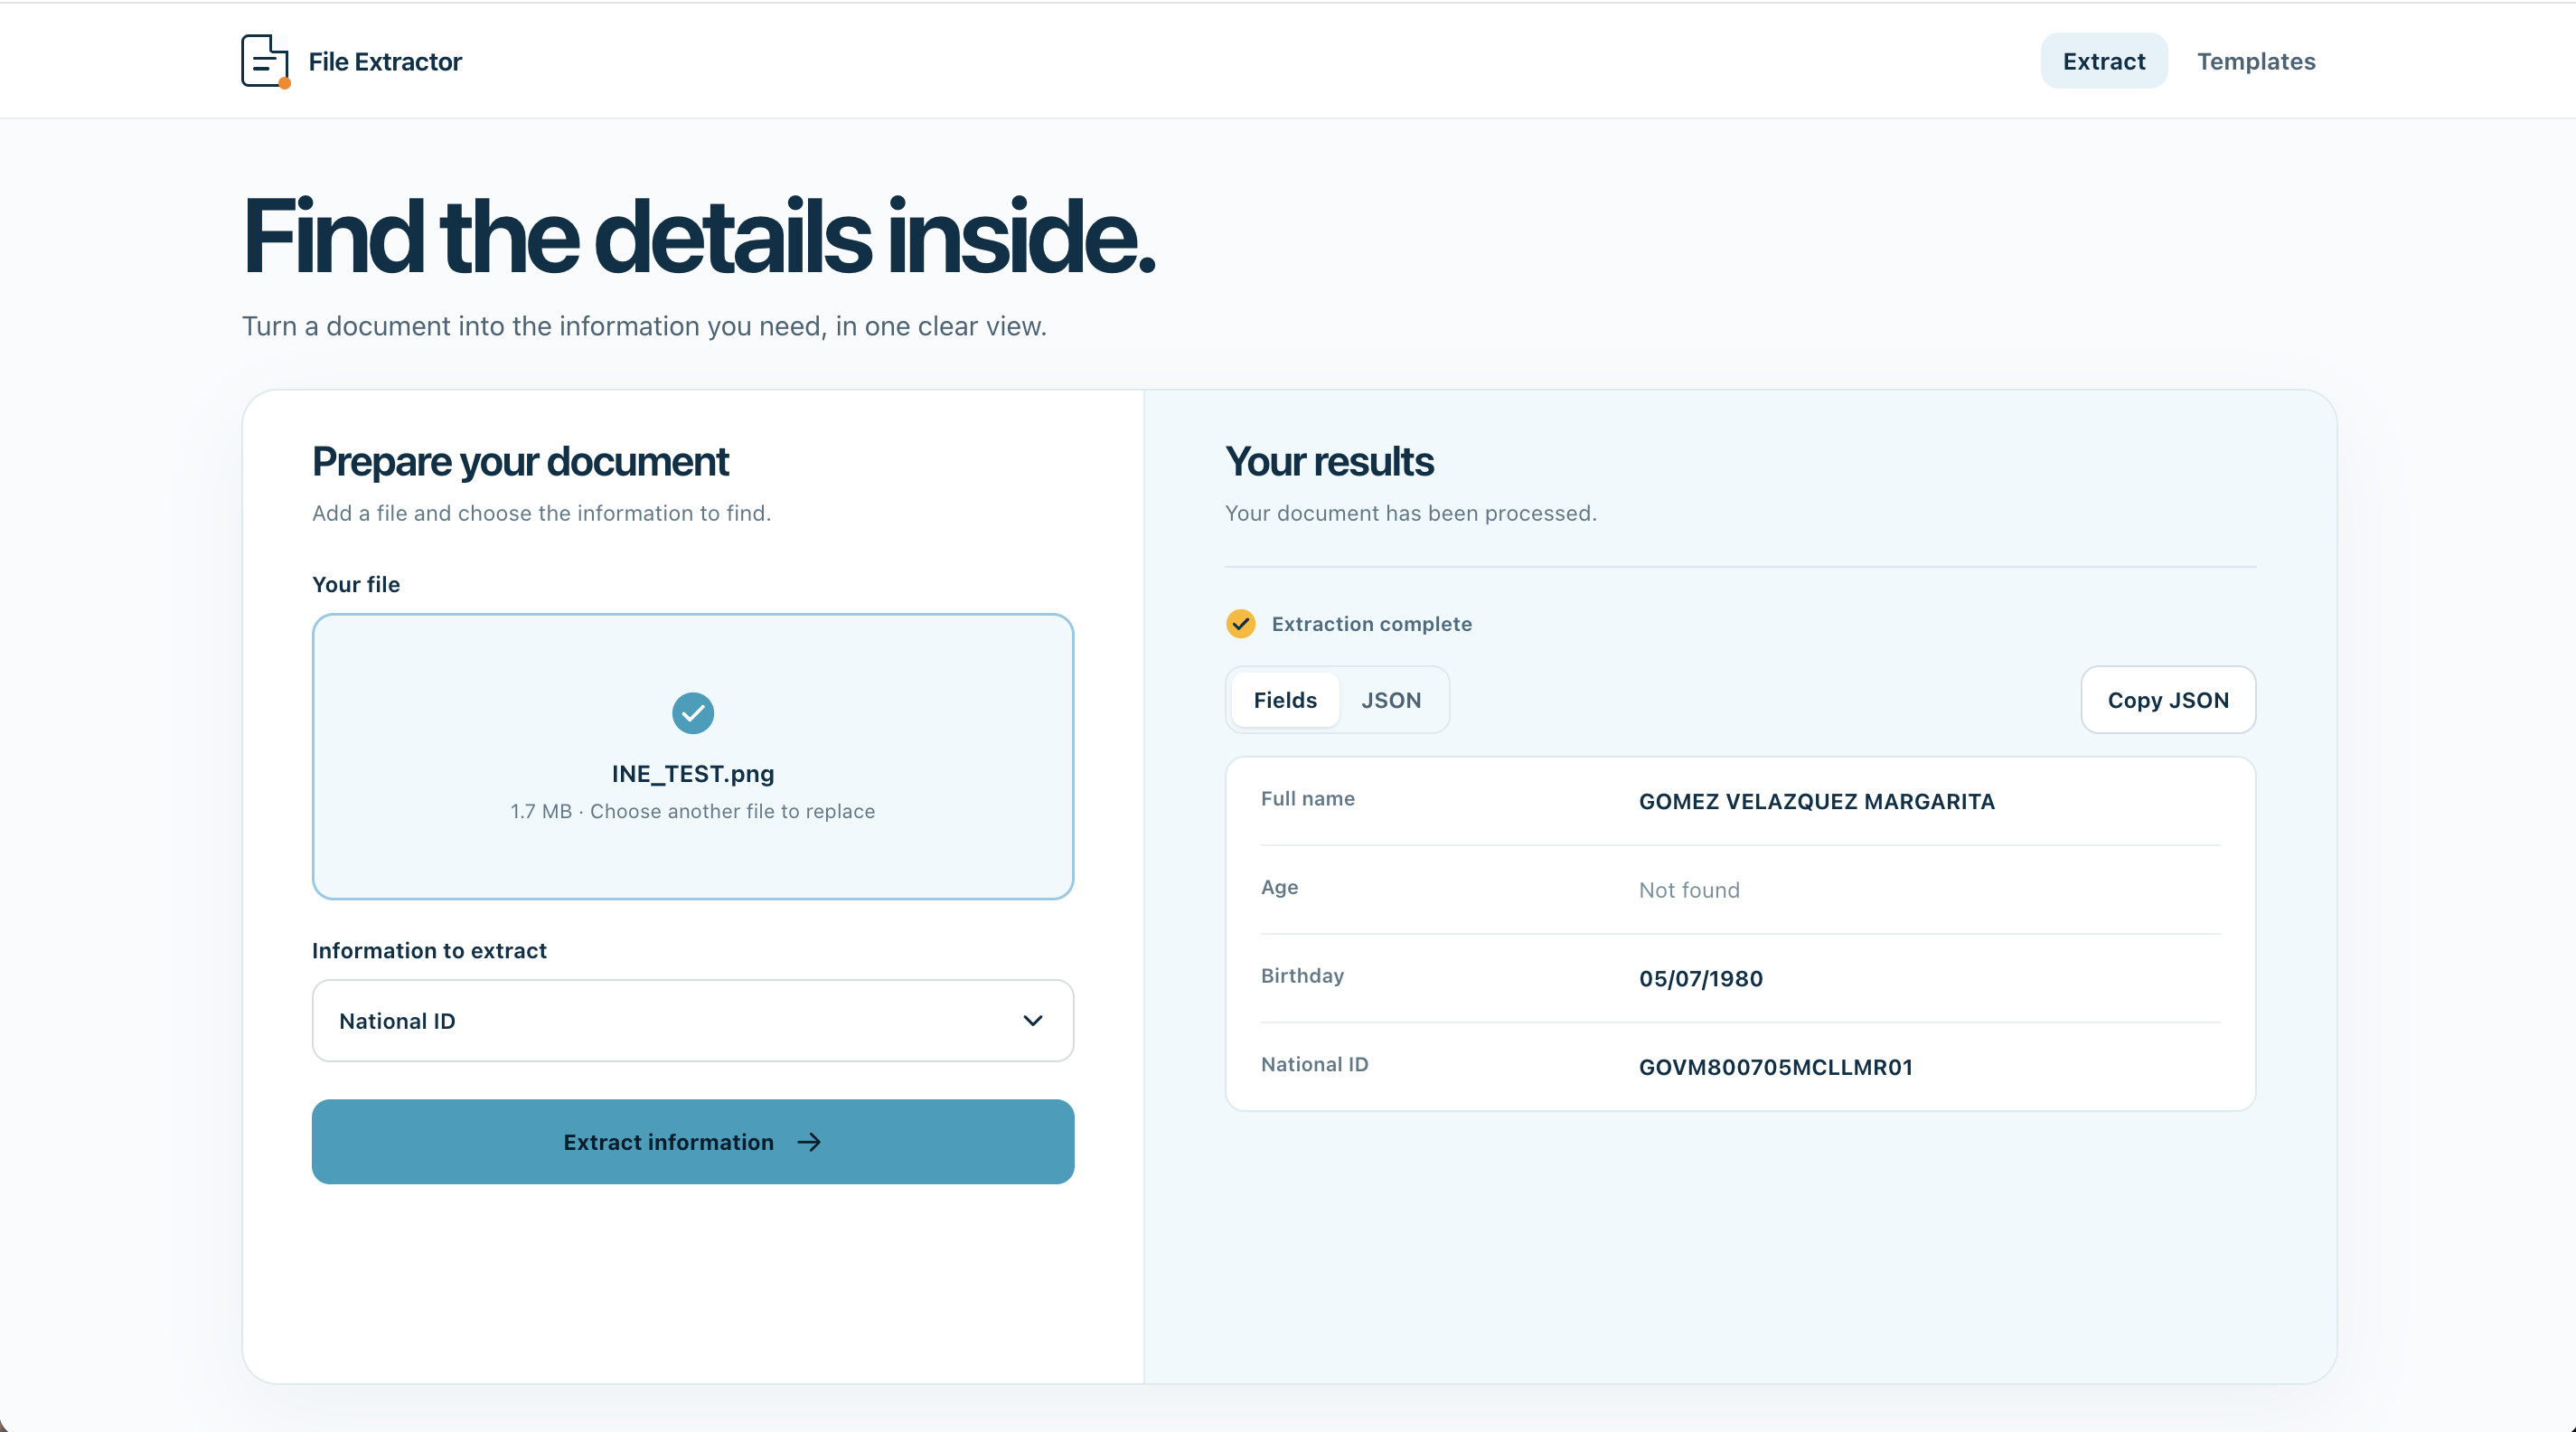 File Extractor
Extract
Templates
Find the details inside.
Turn a document into the information you need, in one clear view.
Prepare your document
Add a file and choose the information to find.
Your file
INE_TEST.png
1.7 MB · Choose another file to replace
Information to extract
National ID
Extract information
Your results
Your document has been processed.
Extraction complete
Fields
JSON
Copy JSON
Full name
GOMEZ VELAZQUEZ MARGARITA
Age
Not found
Birthday
05/07/1980
National ID
GOVM800705MCLLMR01